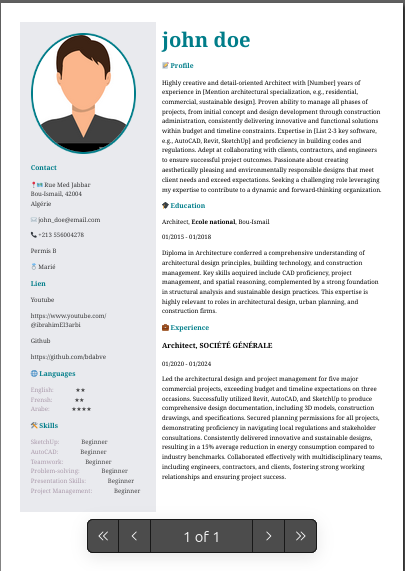 john doe
Profile
Highly creative and detail-oriented Architect with [Number] years of
experience in [Mention architectural specialization, e.g., residential,
commercial, sustainable design]. Proven ability to manage all phases of
projects, from initial concept and design development through construction
administration, consistently delivering innovative and functional solutions
within budget and timeline constraints. Expertise in [List 2-3 key software,
e.g., AutoCAD, Revit, SketchUp] and proficiency in building codes and
regulations. Adept at collaborating with clients, contractors, and engineers
to ensure successful project outcomes. Passionate about creating
aesthetically pleasing and environmentally responsible designs that meet
client needs and exceed expectations. Seeking a challenging role leveraging
my expertise to contribute to a dynamic and forward-thinking organization.
Education
Architect, Ecole national, Bou-Ismail
01/2015 - 01/2018
Diploma in Architecture conferred a comprehensive understanding of
architectural design principles, building technology, and construction
management. Key skills acquired include CAD proficiency, project
management, and spatial reasoning, complemented by a strong foundation
in structural analysis and sustainable design practices. This expertise is
highly relevant to roles in architectural design, urban planning, and
construction firms.
Experience
Architect, SOCIÉTÉ GÉNÉRALE
01/2020 - 01/2024
Led the architectural design and project management for five major
commercial projects, exceeding budget and timeline expectations on three
occasions. Successfully utilized Revit, AutoCAD, and SketchUp to produce
comprehensive design documentation, including 3D models, construction
drawings, and specifications. Secured planning permissions for all projects,
demonstrating proficiency in navigating local regulations and stakeholder
consultations. Consistently delivered innovative and sustainable designs,
resulting in a 15% average reduction in energy consumption compared to
industry benchmarks. Collaborated effectively with multidisciplinary teams,
including engineers, contractors, and clients, fostering strong working
relationships and ensuring project success.
Contact
Rue Med Jabbar
Bou-Ismail, 42004
Algérie
john_doe@email.com
+213 556004278
Permis B
Marié
Lien
Youtube
https://www.youtube.com/
Github
https://github.com/bdahve
Languages
English: ★★
Frensh: ★★
Arabe: ★★★★
Skills
SketchUp: Beginner
AutoCAD: Beginner
Teamwork: Beginner
Problem-solving: Beginner
Presentation Skills: Beginner
Project Management: Beginner
1 of 1